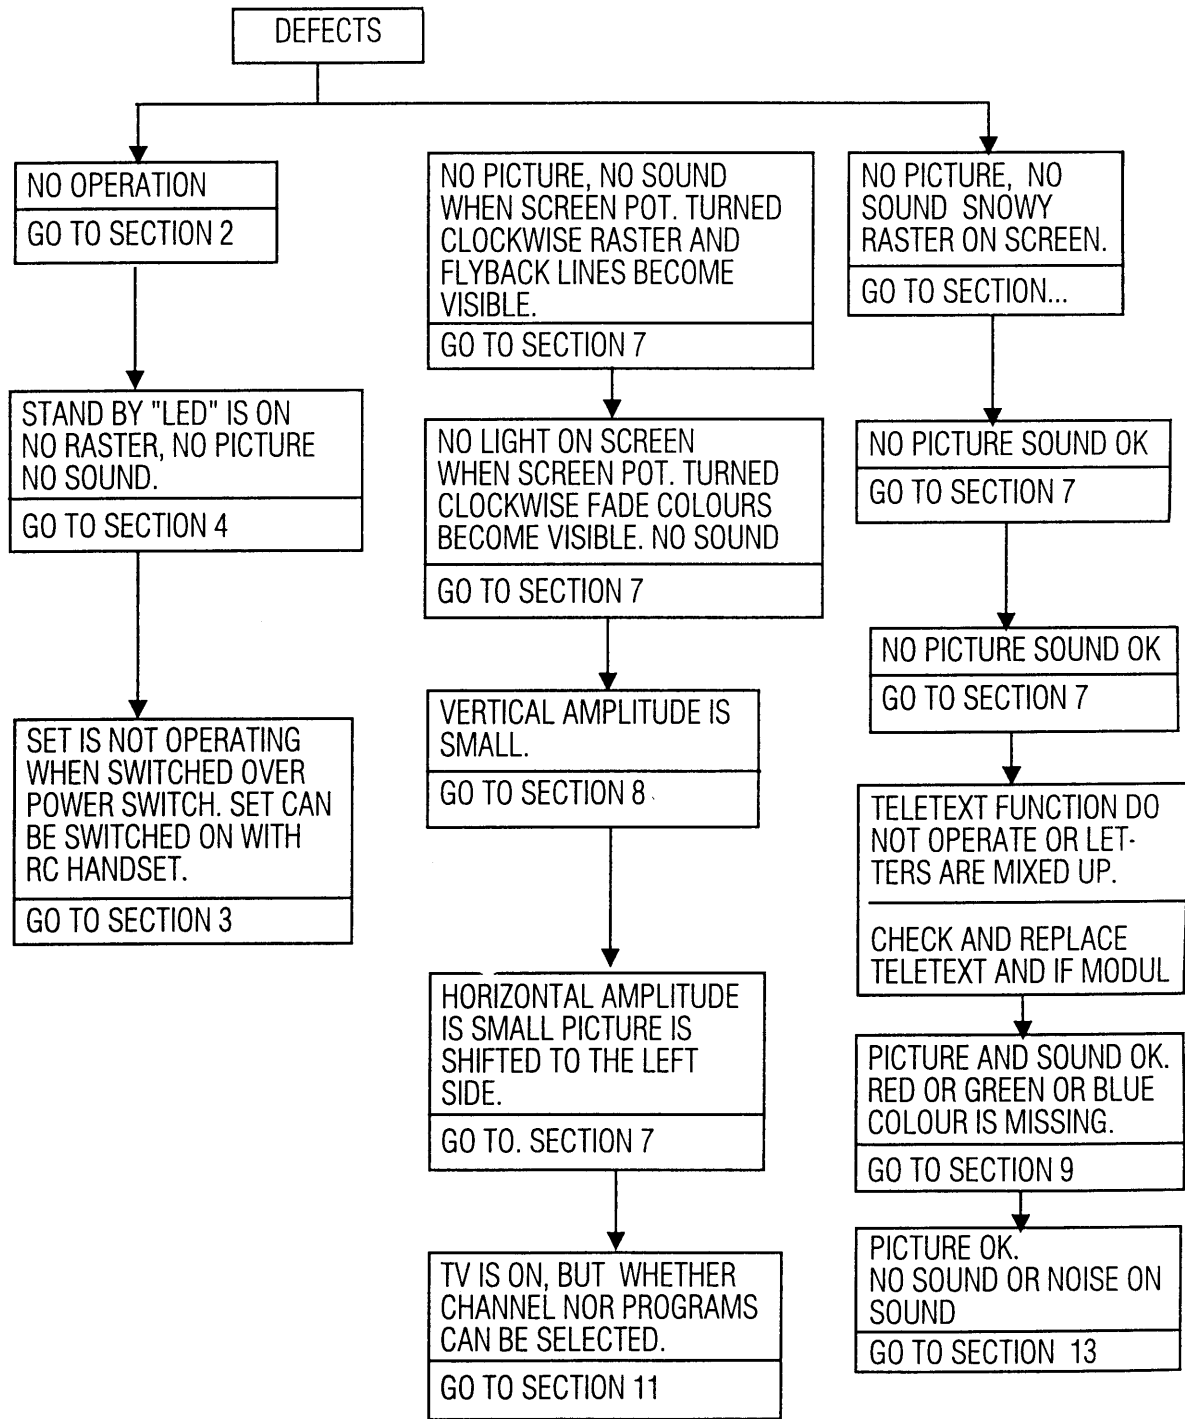 DEFECTS
NO OPERATION
GO TO SECTION 2
STAND BY "LED" IS ON
NO RASTER, NO PICTURE
NO SOUND.
GO TO SECTION 4
SET IS NOT OPERATING
WHEN SWITCHED OVER
POWER SWITCH. SET CAN
BE SWITCHED ON WITH
RC HANDSET.
GO TO SECTION 3
NO PICTURE, NO SOUND
WHEN SCREEN POT. TURNED
CLOCKWISE RASTER AND
FLYBACK LINES BECOME
VISIBLE.
GO TO SECTION 7
NO LIGHT ON SCREEN
WHEN SCREEN POT. TURNED
CLOCKWISE FADE COLOURS
BECOME VISIBLE. NO SOUND
GO TO SECTION 7
VERTICAL AMPLITUDE IS
SMALL.
GO TO SECTION 8
HORIZONTAL AMPLITUDE
IS SMALL PICTURE IS
SHIFTED TO THE LEFT
SIDE.
GO TO. SECTION 7
TV IS ON, BUT WHETHER
CHANNEL NOR PROGRAMS
CAN BE SELECTED.
GO TO SECTION 11
NO PICTURE, NO
SOUND SNOWY
RASTER ON SCREEN.
GO TO SECTION...
NO PICTURE SOUND OK
GO TO SECTION 7
NO PICTURE SOUND OK
GO TO SECTION 7
TELETEXT FUNCTION DO
NOT OPERATE OR LET-
TERS ARE MIXED UP.
CHECK AND REPLACE
TELETEXT AND IF MODUL
PICTURE AND SOUND OK.
RED OR GREEN OR BLUE
COLOUR IS MISSING.
GO TO SECTION 9
PICTURE OK.
NO SOUND OR NOISE ON
SOUND
GO TO SECTION 13